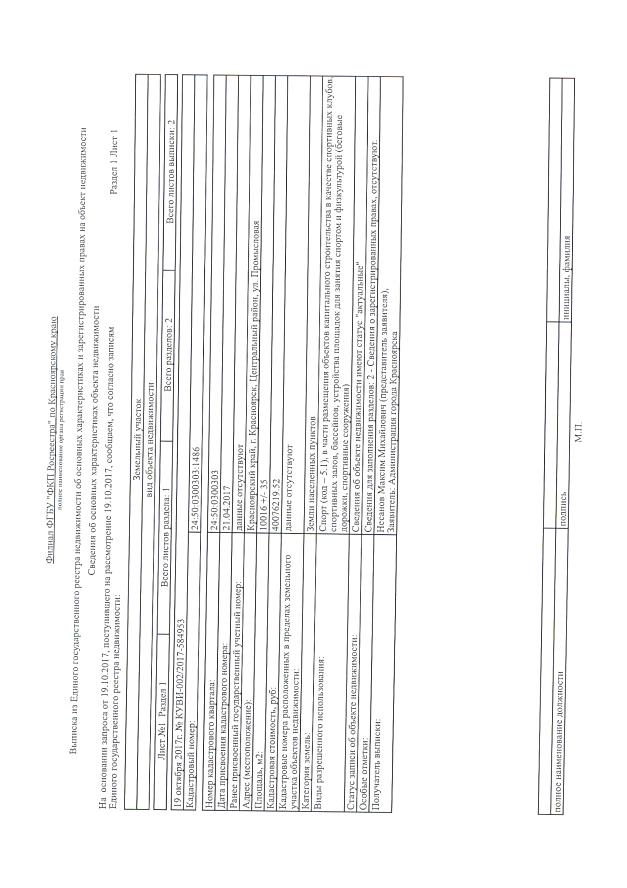 Филиал ФГБУ "ФКП Росреестра" по Красноярскому краю
полное наименование органа регистрации прав
Выписка из Единого государственного реестра недвижимости об основных характеристиках и зарегистрированных правах на объект недвижимости
Сведения об основных характеристиках объекта недвижимости
На основании запроса от 19.10.2017, поступившего на рассмотрение 19.10.2017, сообщаем, что согласно записям
Единого государственного реестра недвижимости:
Раздел 1 Лист 1
Земельный участок
вид объекта недвижимости
Лист №1 Раздел 1 Всего листов раздела: 1 Всего разделов: 2 Всего листов выписки: 2
19 октября 2017г. № КУВИ-002/2017-584953
Кадастровый номер: 24:50:0300303:1486
Номер кадастрового квартала: 24:50:0300303
Дата присвоения кадастрового номера: 21.04.2017
Ранее присвоенный государственный учетный номер: данные отсутствуют
Адрес (местоположение): Красноярский край, г. Красноярск, Центральный район, ул. Промысловая
Площадь, м2: 10016 +/- 35
Кадастровая стоимость, руб: 40076219.52
Кадастровые номера расположенных в пределах земельного
участка объектов недвижимости: данные отсутствуют
Категория земель: Земли населенных пунктов
Виды разрешенного использования: Спорт (код – 5.1), в части размещения объектов капитального строительства в качестве спортивных клубов,
спортивных залов, бассейнов, устройства площадок для занятия спортом и физкультурой (беговые
дорожки, спортивные сооружения)
Статус записи об объекте недвижимости: Сведения об объекте недвижимости имеют статус "актуальные"
Особые отметки: Сведения для заполнения разделов: 2 - Сведения о зарегистрированных правах, отсутствуют.
Получатель выписки: Несанов Максим Михайлович (представитель заявителя),
Заявитель: Администрация города Красноярска
полное наименование должности подпись инициалы, фамилия
М.П.